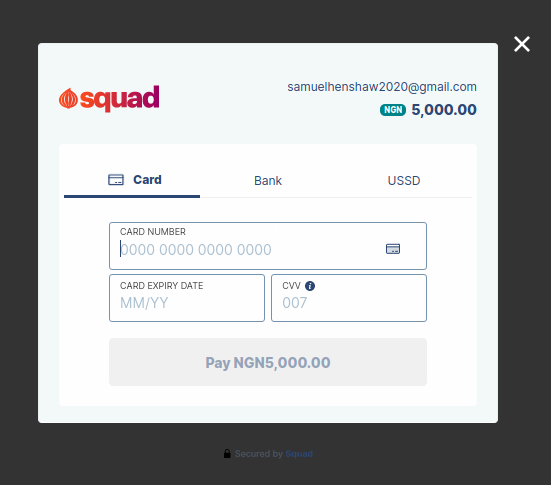 squad
samuelhenshaw2020@gmail.com
NGN 5,000.00
Card Bank USSD
CARD NUMBER
0000 0000 0000 0000
CARD EXPIRY DATE CVV i
MM/YY 007
Pay NGN5,000.00
Secured by Squad